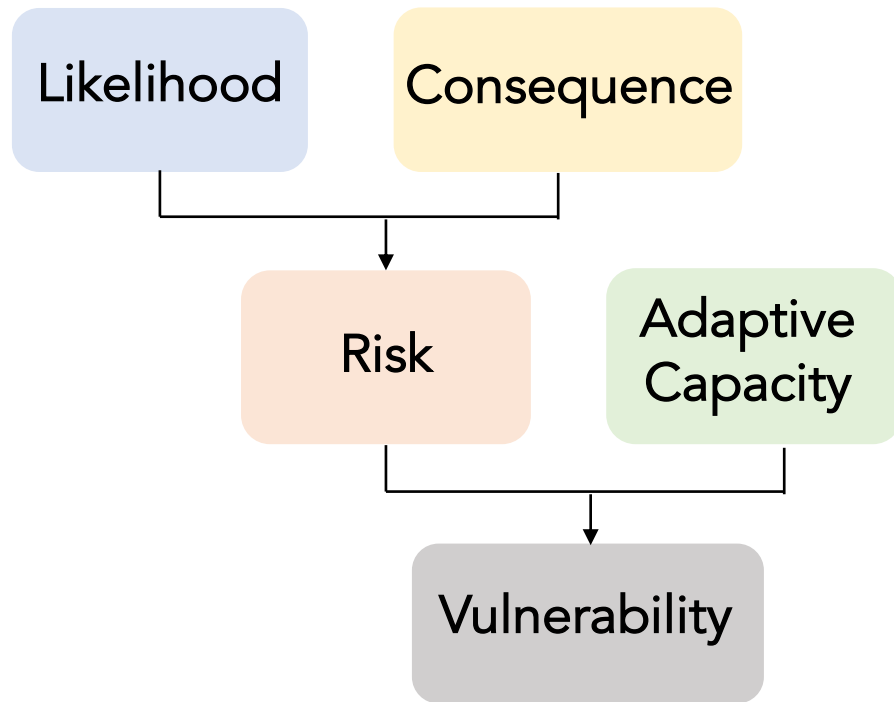 Likelihood
Consequence
Risk
Adaptive
Capacity
Vulnerability